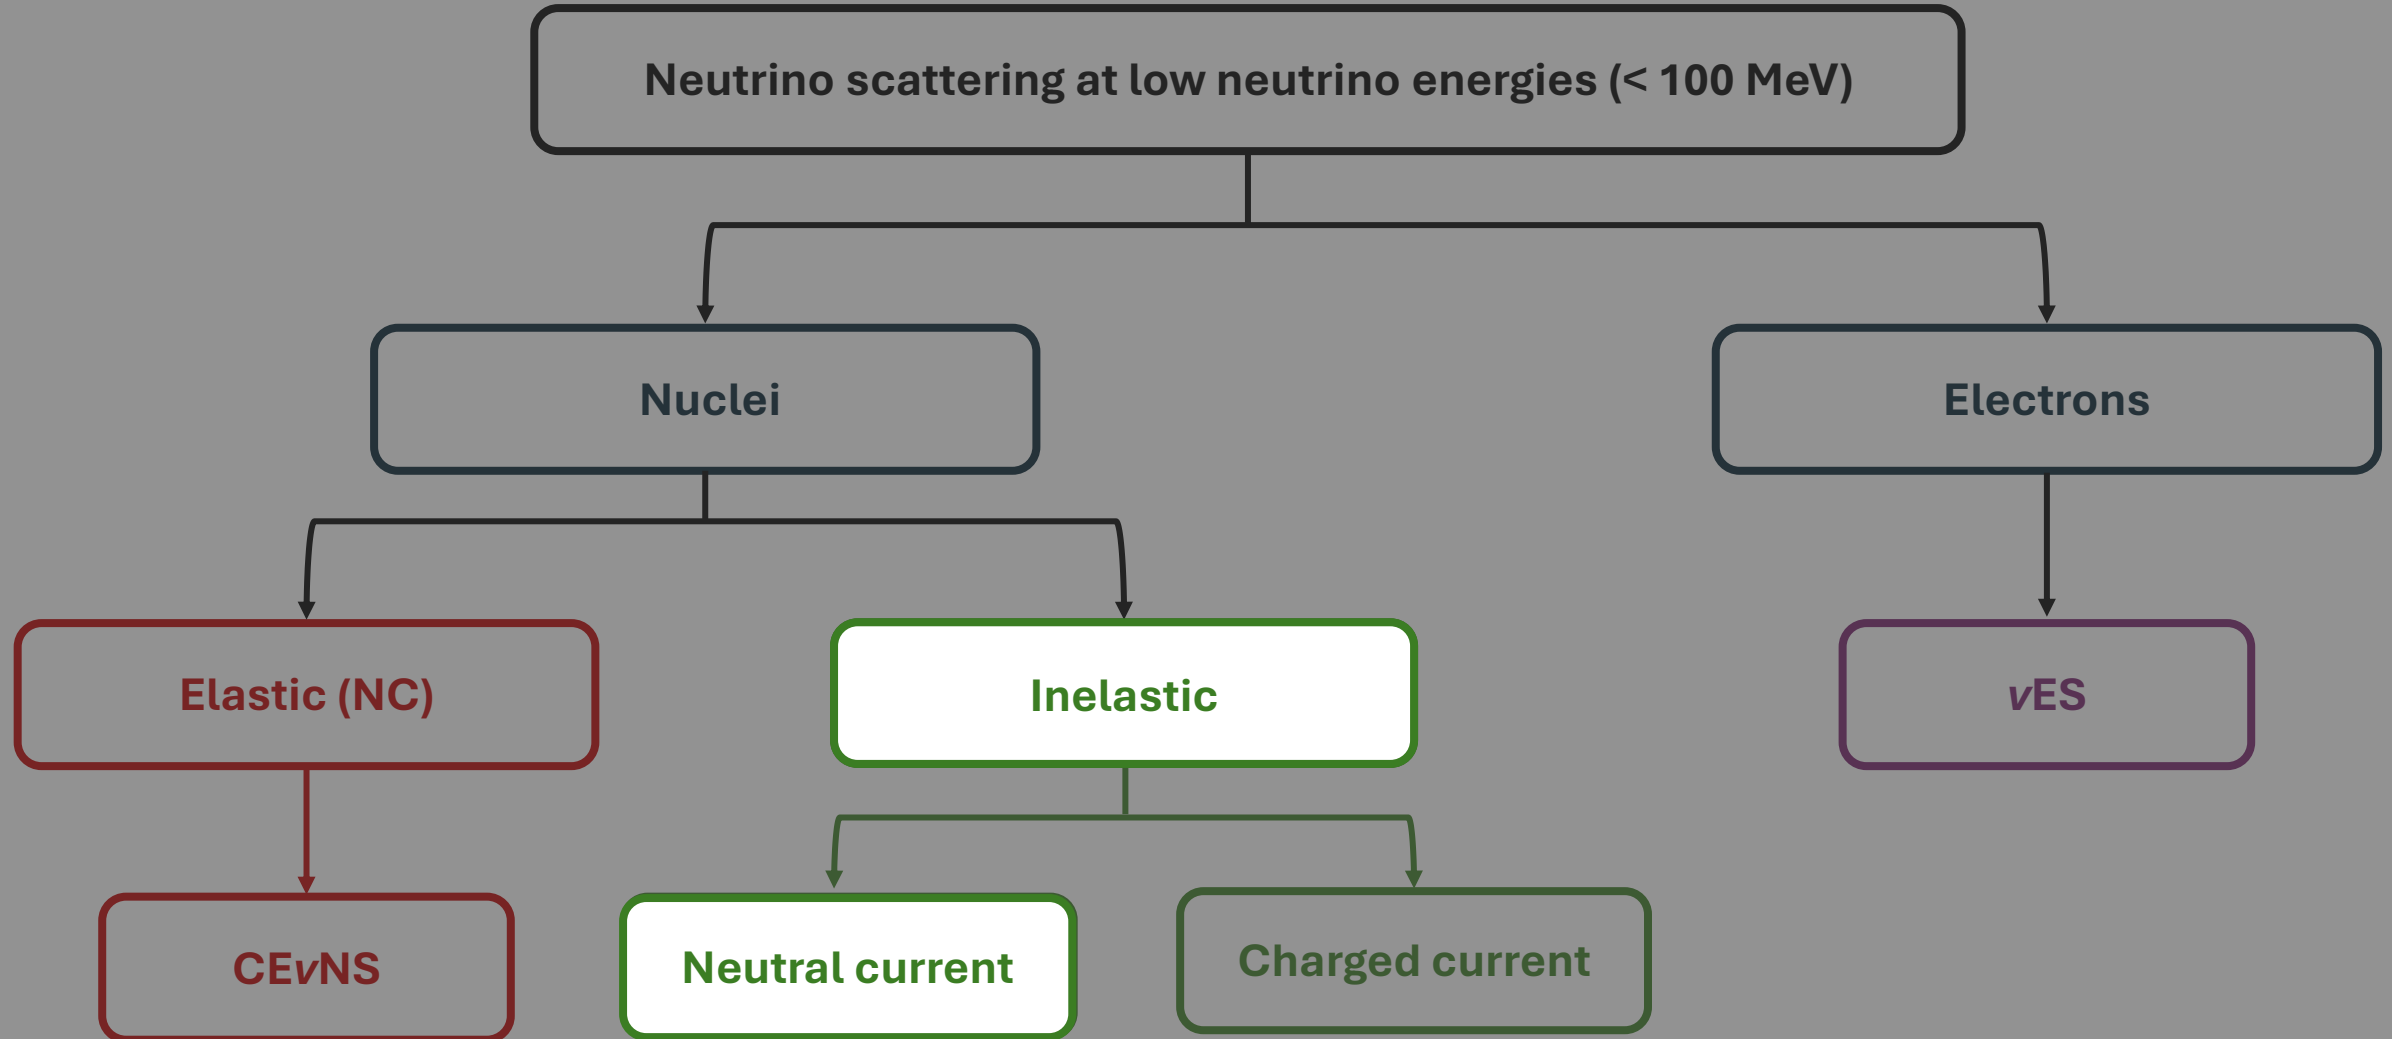 Neutrino scattering at low neutrino energies (< 100 MeV)
Nuclei
Electrons
Elastic (NC)
Inelastic
νES
CEνNS
Neutral current
Charged current